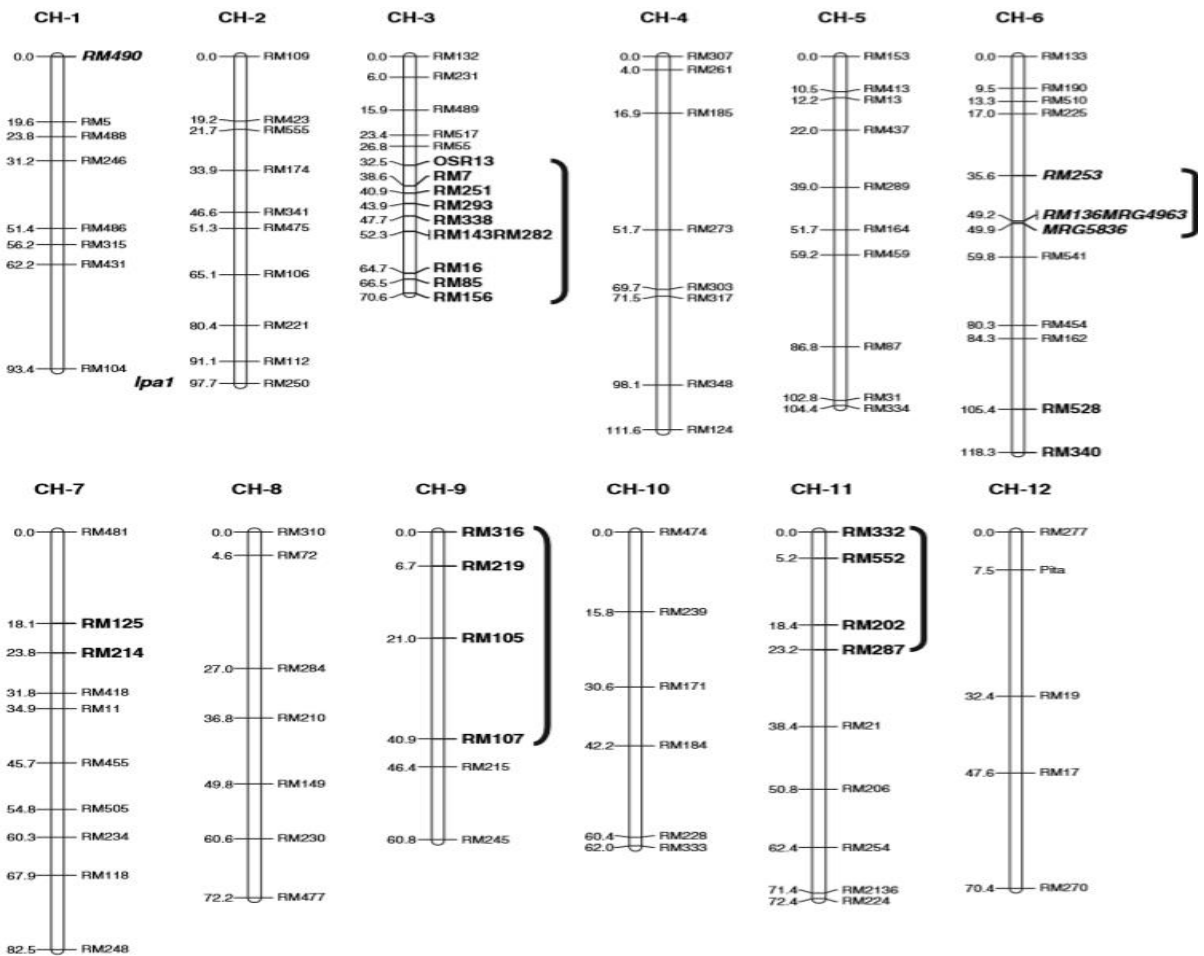 CH-1
0.0 RM490
19.6 RM5
23.8 RM488
31.2 RM246
51.4 RM486
56.2 RM315
62.2 RM431
93.4 RM104
CH-2
0.0 RM109
19.2 RM423
21.7 RM555
33.9 RM174
46.6 RM341
51.3 RM475
65.1 RM106
80.4 RM221
91.1 RM112
lpa1 97.7 RM250
CH-3
0.0 RM132
6.0 RM231
15.9 RM489
23.4 RM517
26.8 RM55
32.5 OSR13
38.6 RM7
40.9 RM251
43.9 RM293
47.7 RM338
52.3 RM143RM282
64.7 RM16
66.5 RM85
70.6 RM156
CH-4
0.0 RM307
4.0 RM261
16.9 RM185
51.7 RM273
69.7 RM303
71.5 RM317
98.1 RM348
111.6 RM124
CH-5
0.0 RM153
10.5 RM413
12.2 RM13
22.0 RM437
39.0 RM289
51.7 RM164
59.2 RM459
86.8 RM87
102.8 RM31
104.4 RM334
CH-6
0.0 RM133
9.5 RM190
13.3 RM510
17.0 RM225
35.6 RM253
49.2 RM136MRG4963
49.9 MRG5836
59.8 RM541
80.3 RM454
84.3 RM162
105.4 RM528
118.3 RM340
CH-7
0.0 RM481
18.1 RM125
23.8 RM214
31.8 RM418
34.9 RM11
45.7 RM455
54.8 RM505
60.3 RM234
67.9 RM118
82.5 RM248
CH-8
0.0 RM310
4.6 RM72
27.0 RM284
36.8 RM210
49.8 RM149
60.6 RM230
72.2 RM477
CH-9
0.0 RM316
6.7 RM219
21.0 RM105
40.9 RM107
46.4 RM215
60.8 RM245
CH-10
0.0 RM474
15.8 RM239
30.6 RM171
42.2 RM184
60.4 RM228
62.0 RM333
CH-11
0.0 RM332
5.2 RM552
18.4 RM202
23.2 RM287
38.4 RM21
50.8 RM206
62.4 RM254
71.4 RM2136
72.4 RM224
CH-12
0.0 RM277
7.5 Pita
32.4 RM19
47.6 RM17
70.4 RM270